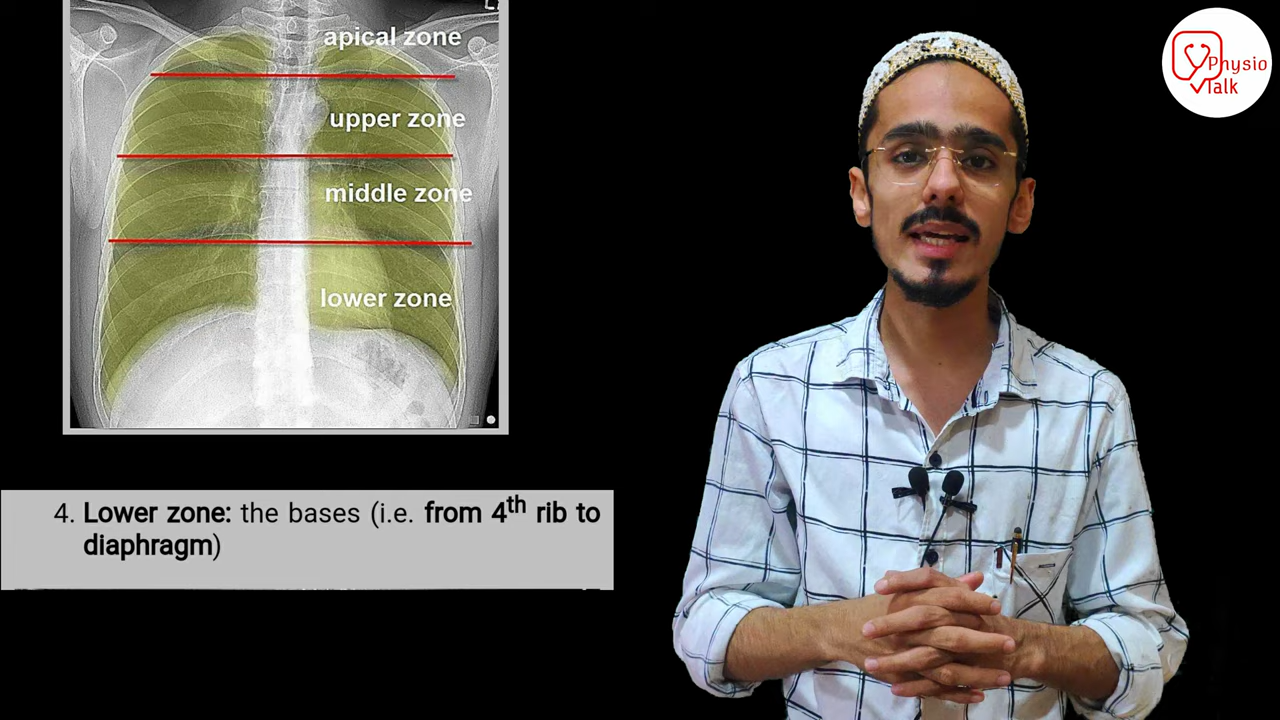 apical zone
upper zone
middle zone
lower zone
4. Lower zone: the bases (i.e. from 4th rib to
diaphragm)
Physio
Talk